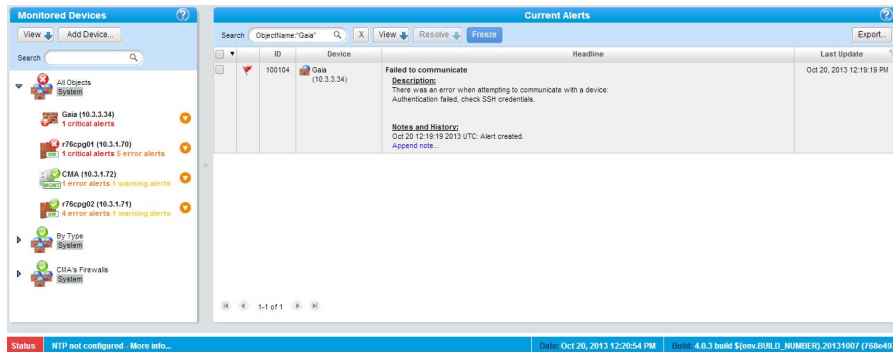 Monitored Devices
View
Add Device...
Search
All Objects
System
Gaia (10.3.3.34)
1 critical alerts
r76cpg01 (10.3.1.70)
1 critical alerts 5 error alerts
CMA (10.3.1.72)
1 error alerts 1 warning alerts
r76cpg02 (10.3.1.71)
4 error alerts 1 warning alerts
By Type
System
CMA's Firewalls
System
Current Alerts
Search ObjectName:"Gaia" X View Resolve Freeze Export...
ID Device Headline Last Update
100104 Gaia (10.3.3.34) Failed to communicate Oct 20, 2013 12:19:19 PM
Description:
There was an error when attempting to communicate with a device:
Authentication failed, check SSH credentials.
Notes and History:
Oct 20 12:19:19 2013 UTC: Alert created.
Append note...
1-1 of 1
Status NTP not configured - More info... Date: Oct 20, 2013 12:20:54 PM Build: 4.0.3 build ${env.BUILD_NUMBER}.20131007 (768e49